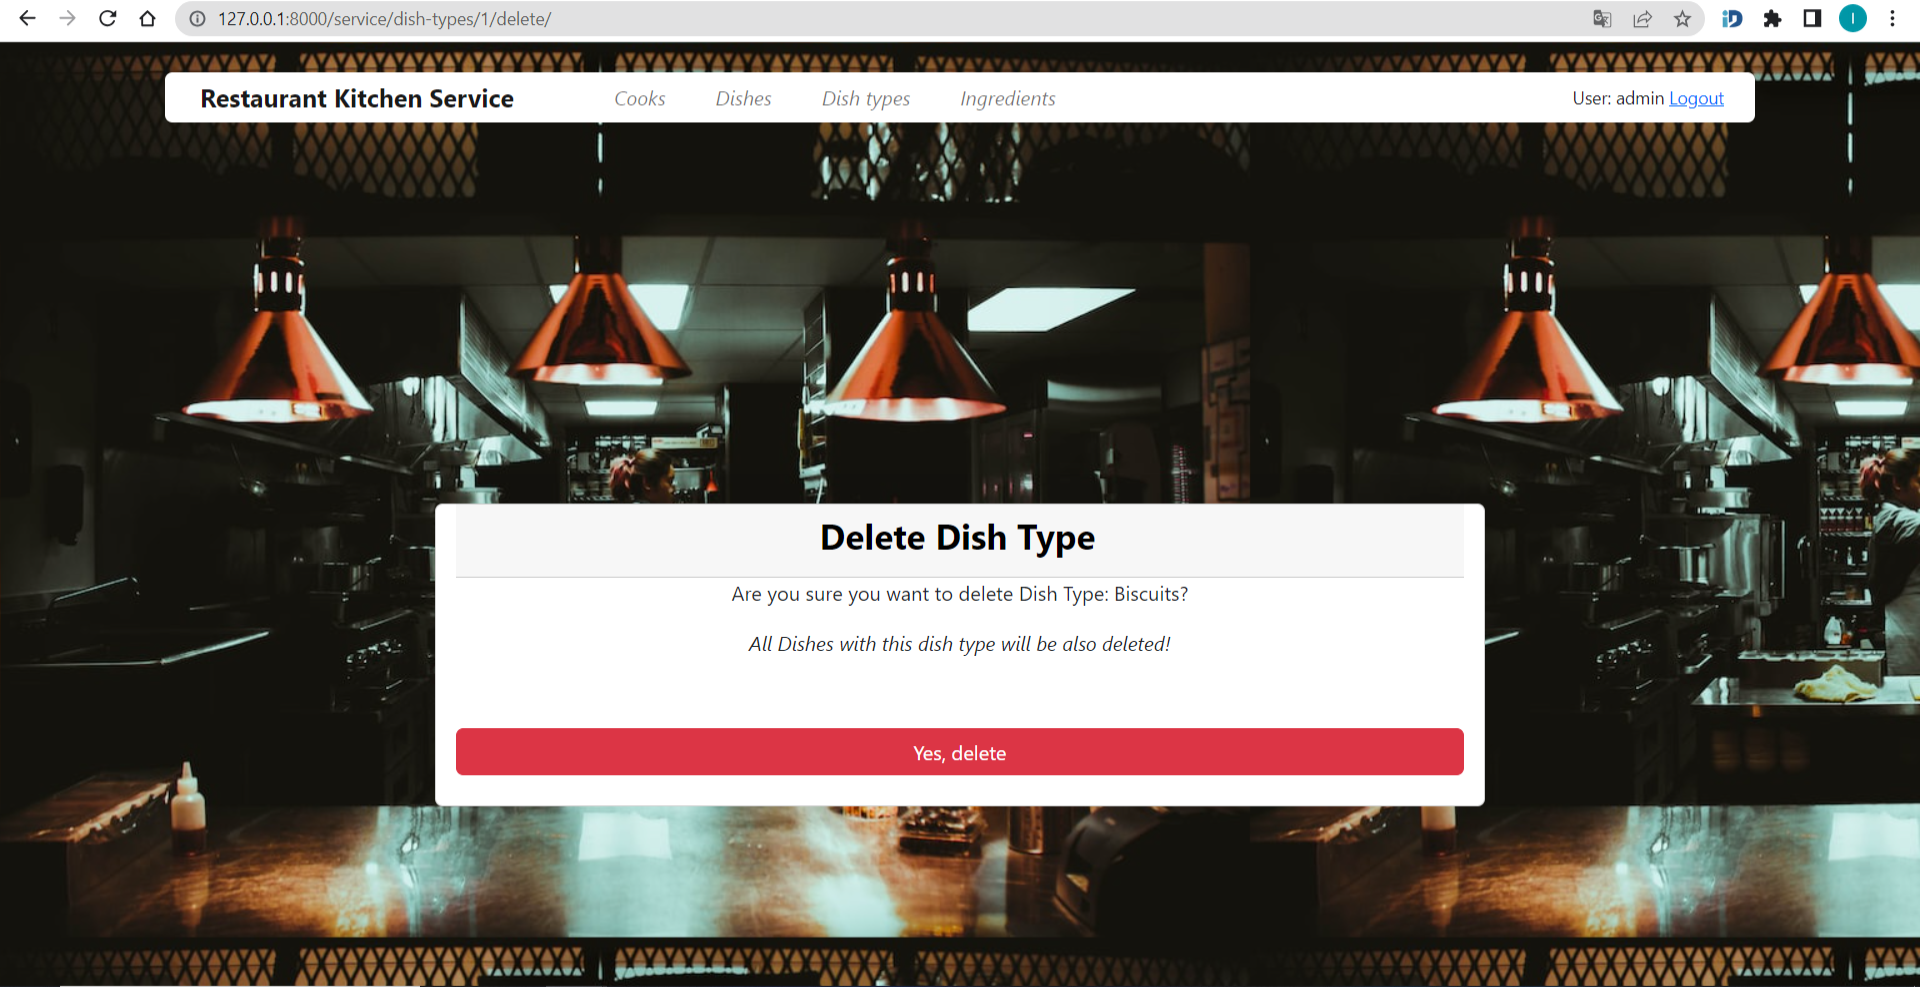 127.0.0.1:8000/service/dish-types/1/delete/
Restaurant Kitchen Service
Cooks
Dishes
Dish types
Ingredients
User: admin Logout
Delete Dish Type
Are you sure you want to delete Dish Type: Biscuits?
All Dishes with this dish type will be also deleted!
Yes, delete